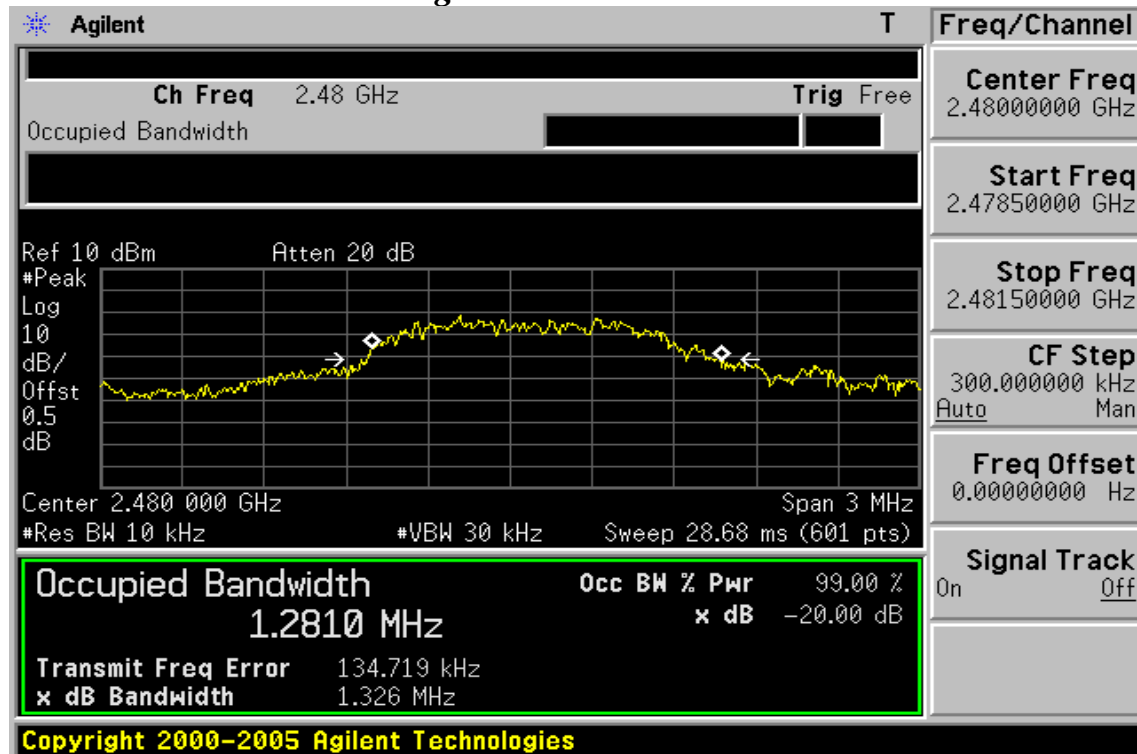 Agilent T Freq/Channel
Ch Freq 2.48 GHz Trig Free
Occupied Bandwidth
Center Freq
2.48000000 GHz
Start Freq
2.47850000 GHz
Stop Freq
2.48150000 GHz
CF Step
300.000000 kHz
Auto Man
Freq Offset
0.00000000 Hz
Signal Track
On Off
Ref 10 dBm Atten 20 dB
#Peak
Log
10
dB/
Offst
0.5
dB
Center 2.480 000 GHz Span 3 MHz
#Res BW 10 kHz #VBW 30 kHz Sweep 28.68 ms (601 pts)
Occupied Bandwidth Occ BW % Pwr 99.00 %
1.2810 MHz x dB -20.00 dB
Transmit Freq Error 134.719 kHz
x dB Bandwidth 1.326 MHz
Copyright 2000-2005 Agilent Technologies